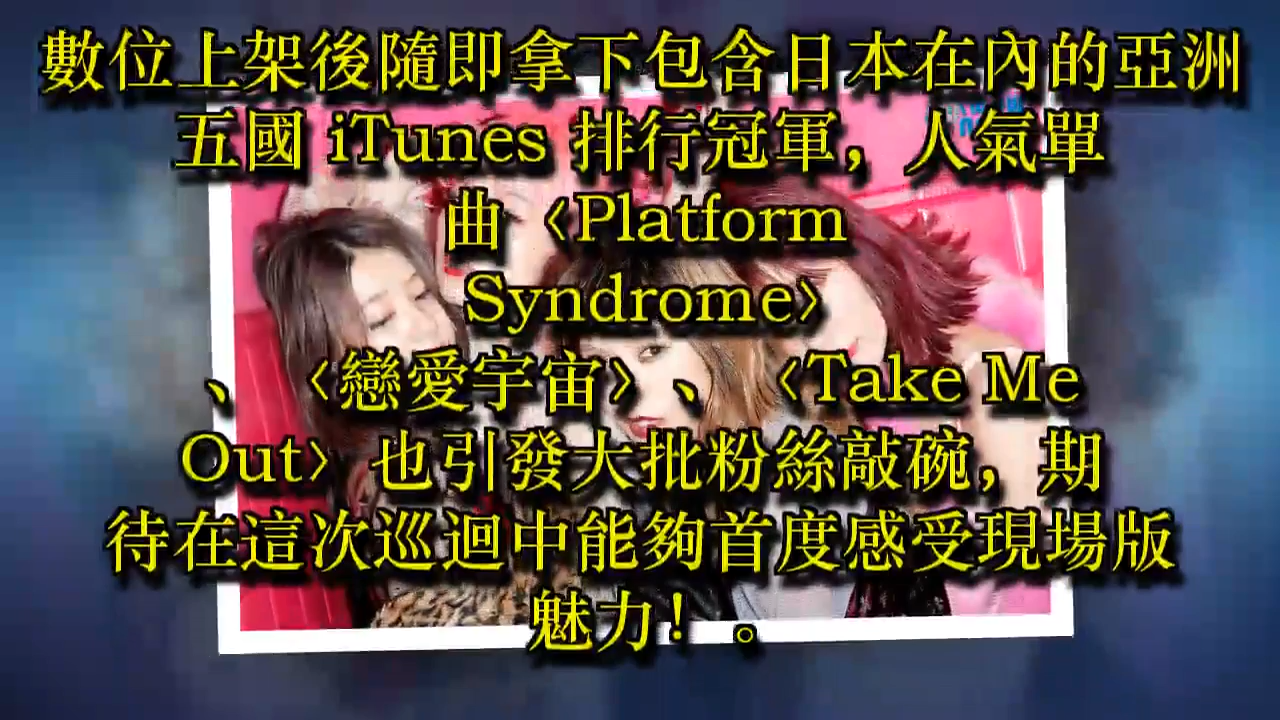 數位上架後隨即拿下包含日本在內的亞洲
五國 iTunes 排行冠軍，人氣單
曲〈Platform
Syndrome〉
、〈戀愛宇宙〉、〈Take Me
Out〉也引發大批粉絲敲碗，期
待在這次巡迴中能夠首度感受現場版
魅力！。